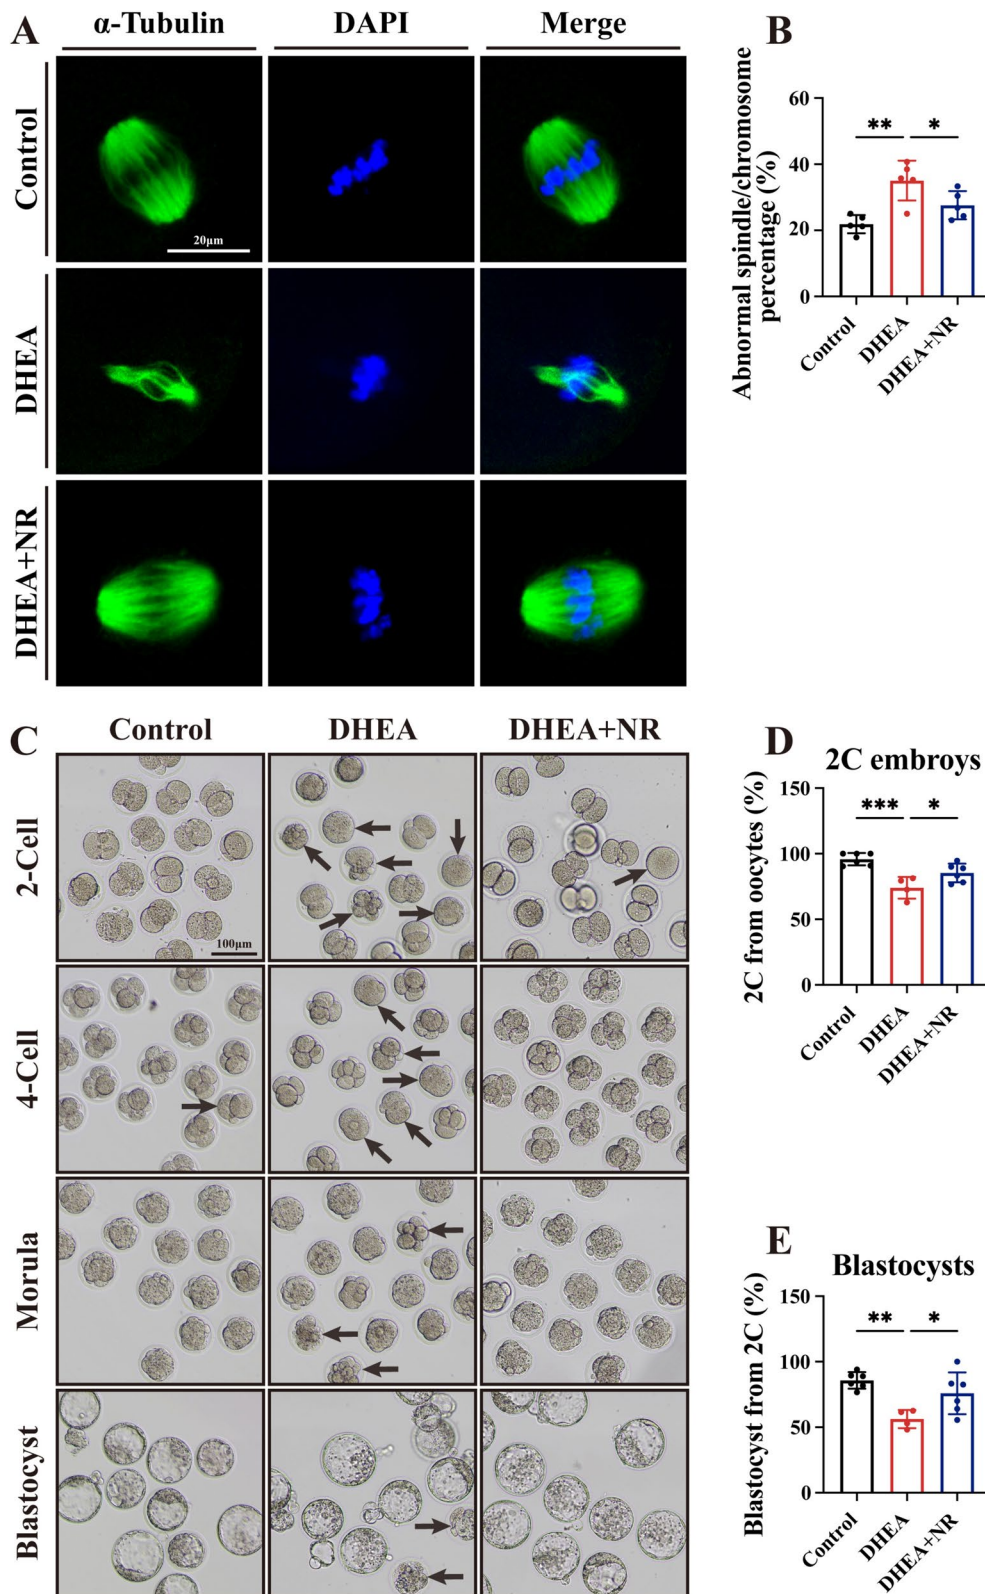 A
α-Tubulin
DAPI
Merge
Control
20μm
DHEA
DHEA+NR
B
Abnormal spindle/chromosome
percentage (%)
60
40
20
0
**
*
Control
DHEA
DHEA+NR
C
Control
DHEA
DHEA+NR
2-Cell
100μm
4-Cell
Morula
Blastocyst
D
2C embroys
2C from oocytes (%)
150
100
50
0
***
*
Control
DHEA
DHEA+NR
E
Blastocysts
Blastocyst from 2C (%)
150
100
50
0
**
*
Control
DHEA
DHEA+NR